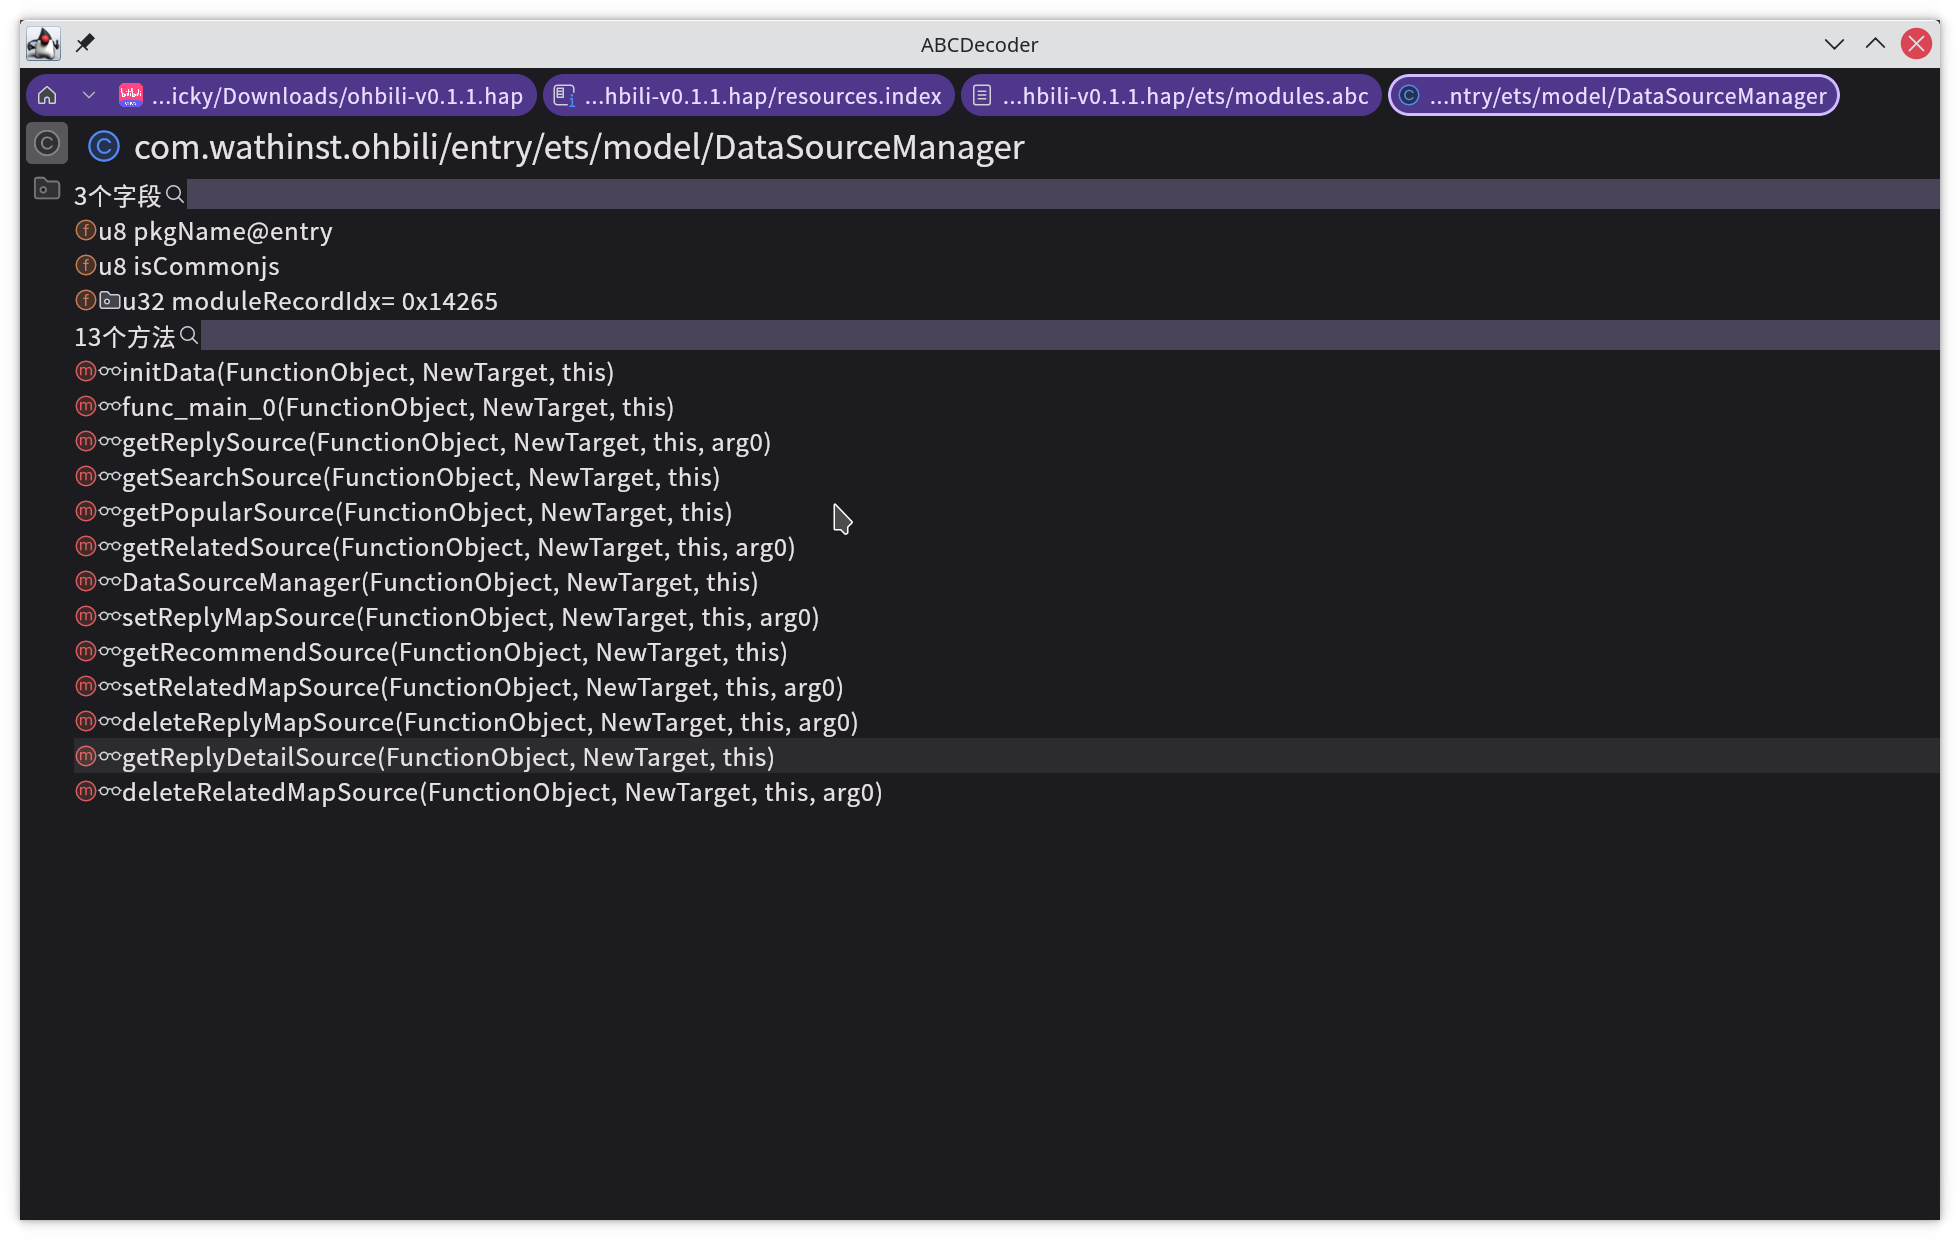 ABCDecoder
...icky/Downloads/ohbili-v0.1.1.hap
...hbili-v0.1.1.hap/resources.index
...hbili-v0.1.1.hap/ets/modules.abc
...ntry/ets/model/DataSourceManager
com.wathinst.ohbili/entry/ets/model/DataSourceManager
3个字段
u8 pkgName@entry
u8 isCommonjs
u32 moduleRecordIdx= 0x14265
13个方法
initData(FunctionObject, NewTarget, this)
func_main_0(FunctionObject, NewTarget, this)
getReplySource(FunctionObject, NewTarget, this, arg0)
getSearchSource(FunctionObject, NewTarget, this)
getPopularSource(FunctionObject, NewTarget, this)
getRelatedSource(FunctionObject, NewTarget, this, arg0)
DataSourceManager(FunctionObject, NewTarget, this)
setReplyMapSource(FunctionObject, NewTarget, this, arg0)
getRecommendSource(FunctionObject, NewTarget, this)
setRelatedMapSource(FunctionObject, NewTarget, this, arg0)
deleteReplyMapSource(FunctionObject, NewTarget, this, arg0)
getReplyDetailSource(FunctionObject, NewTarget, this)
deleteRelatedMapSource(FunctionObject, NewTarget, this, arg0)